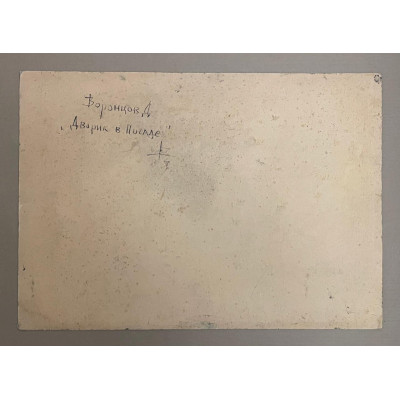 Воронцов Д
„Дворик в Посаде"